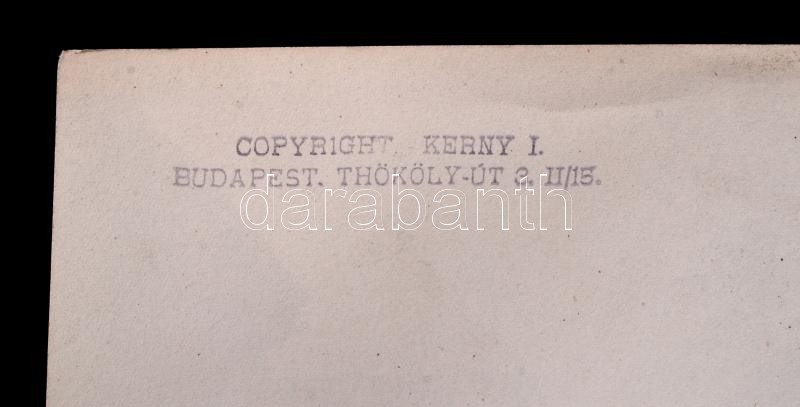 COPYRIGHT. KERNY I.
BUDAPEST. THÖKÖLY-ÚT 2. II/15.
darabanth